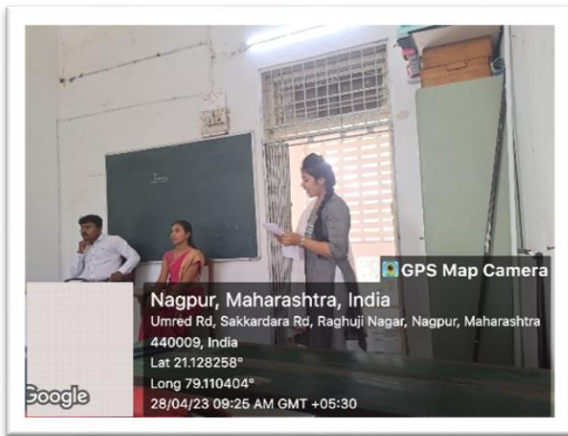 GPS Map Camera
Nagpur, Maharashtra, India
Umred Rd, Sakkardara Rd, Raghuji Nagar, Nagpur, Maharashtra
440009, India
Lat 21.128258°
Long 79.110404°
28/04/23 09:25 AM GMT +05:30
Google